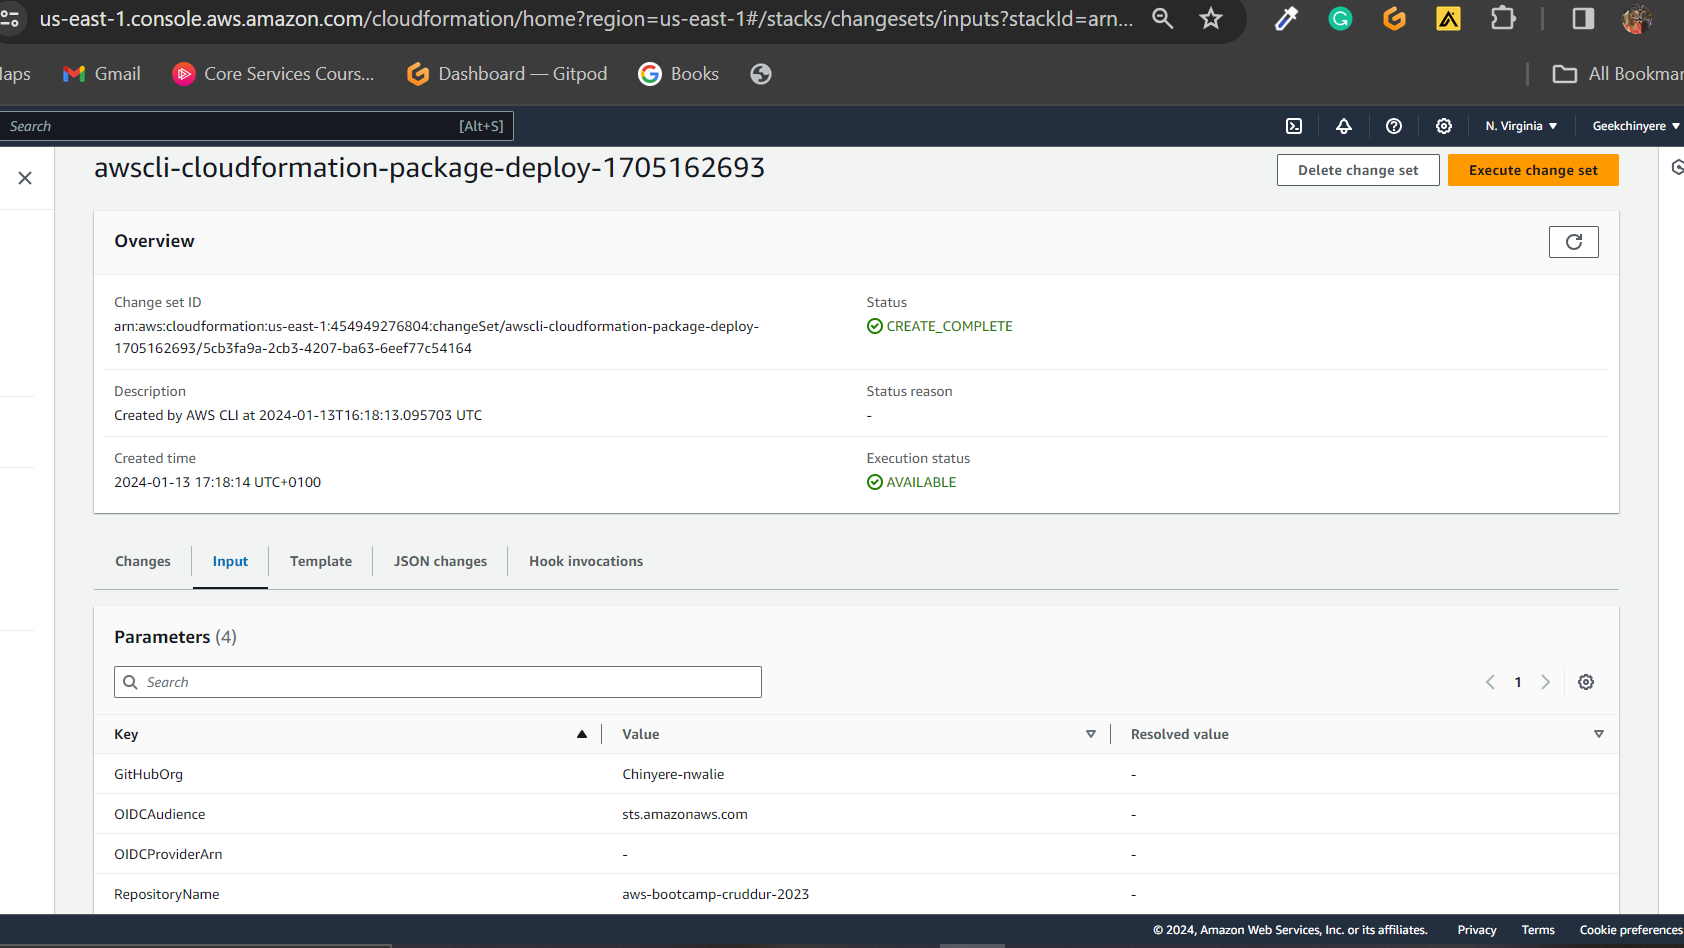 us-east-1.console.aws.amazon.com/cloudformation/home?region=us-east-1#/stacks/changesets/inputs?stackId=arn...
laps Gmail Core Services Cours... Dashboard — Gitpod Books All Bookmar
Search [Alt+S] N. Virginia Geekchinyere
awscli-cloudformation-package-deploy-1705162693 Delete change set Execute change set
Overview
Change set ID Status
arn:aws:cloudformation:us-east-1:454949276804:changeSet/awscli-cloudformation-package-deploy- CREATE_COMPLETE
1705162693/5cb3fa9a-2cb3-4207-ba63-6eef77c54164
Description Status reason
Created by AWS CLI at 2024-01-13T16:18:13.095703 UTC -
Created time Execution status
2024-01-13 17:18:14 UTC+0100 AVAILABLE
Changes Input Template JSON changes Hook invocations
Parameters (4)
Search 1
Key Value Resolved value
GitHubOrg Chinyere-nwalie -
OIDCAudience sts.amazonaws.com -
OIDCProviderArn - -
RepositoryName aws-bootcamp-cruddur-2023 -
© 2024, Amazon Web Services, Inc. or its affiliates. Privacy Terms Cookie preferences